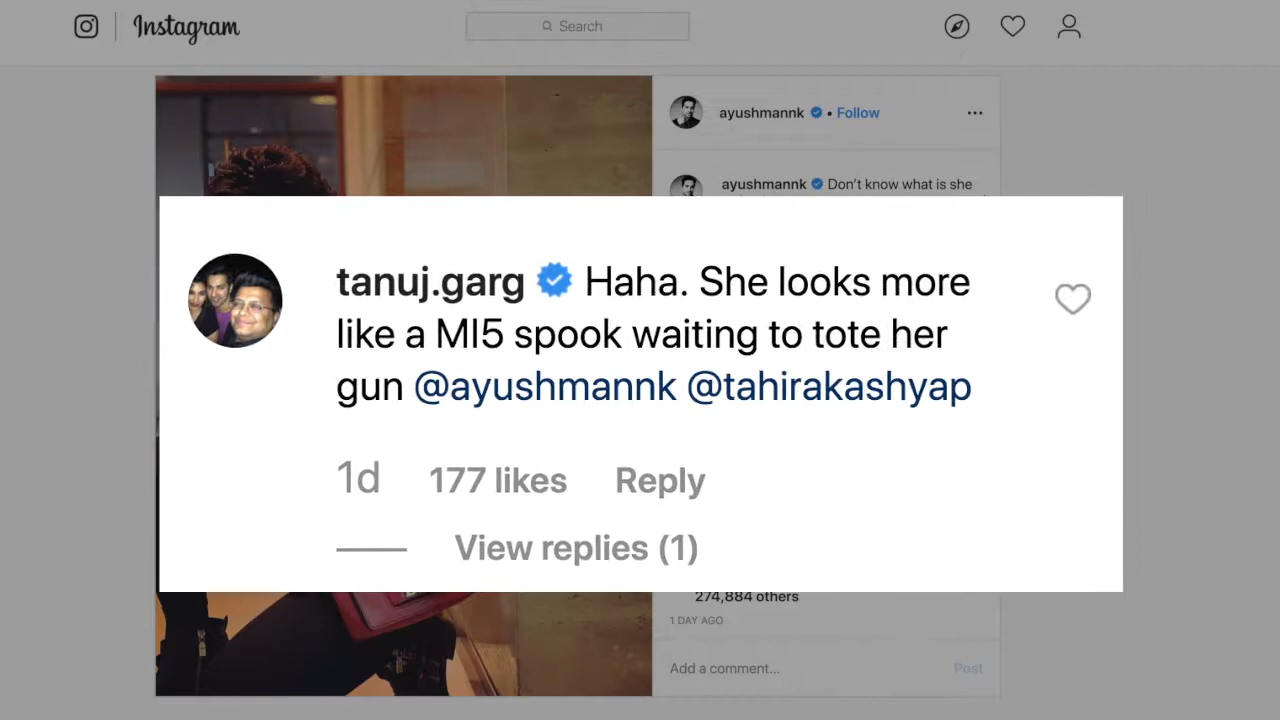 Instagram
Search
ayushmannk • Follow
ayushmannk Don't know what is she
tanuj.garg Haha. She looks more
like a MI5 spook waiting to tote her
gun @ayushmannk @tahirakashyap
1d 177 likes Reply
View replies (1)
274,884 others
1 DAY AGO
Add a comment... Post